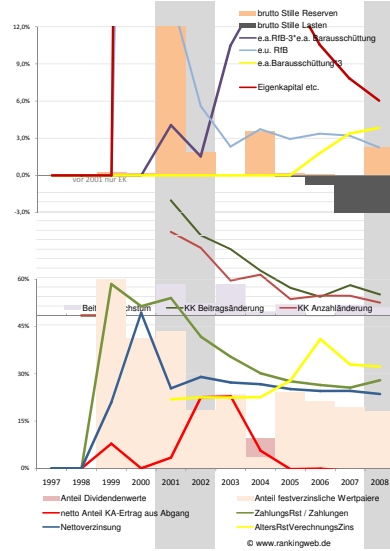 12,0%
9,0%
6,0%
3,0%
0,0%
-3,0%
brutto Stille Reserven
brutto Stille Lasten
e.a.RfB-3*e.a. Barausschüttung
e.u. RfB
e.a.Barausschüttung*3
Eigenkapital etc.
vor 2001 nur EK
KK Beitragsänderung
KK Anzahländerung
60%
45%
30%
15%
0%
1997 1998 1999 2000 2001 2002 2003 2004 2005 2006 2007 2008
Anteil Dividendenwerte
Anteil festverzinsliche Wertpaiere
netto Anteil KA-Ertrag aus Abgang
ZahlungsRst / Zahlungen
Nettoverzinsung
AltersRstVerechnungsZins
© www.rankingweb.de